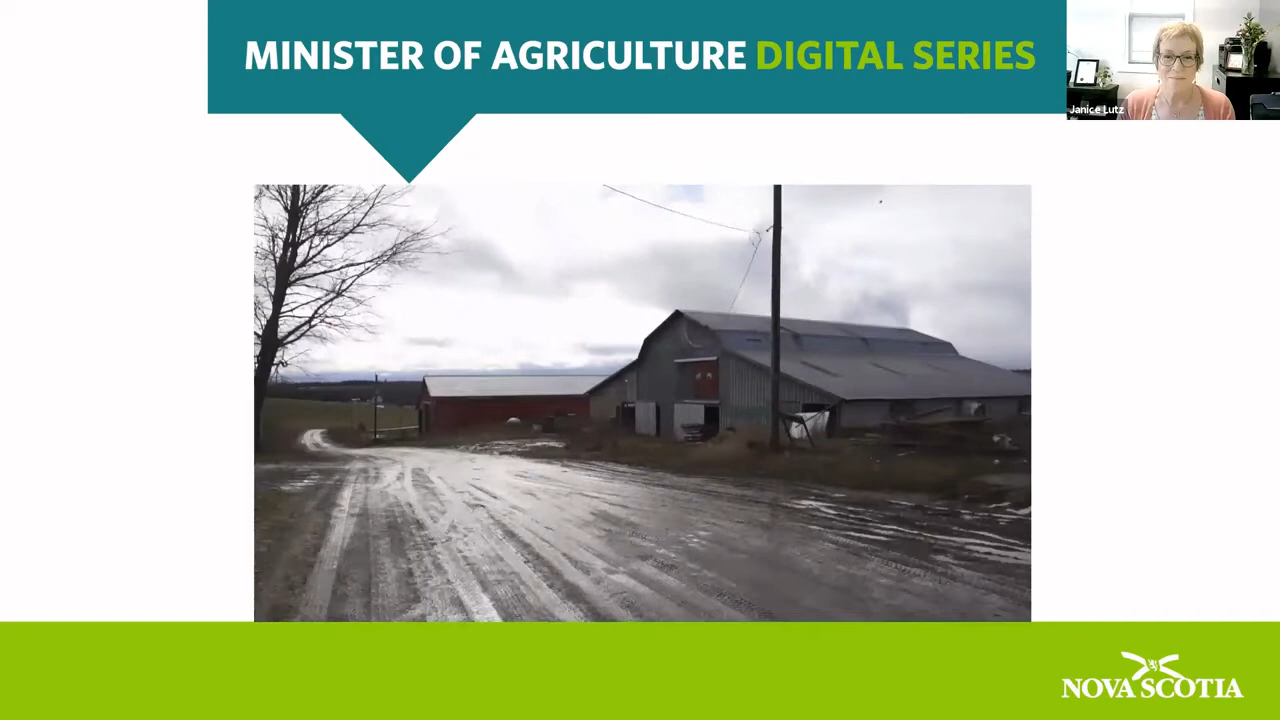 MINISTER OF AGRICULTURE DIGITAL SERIES
Janice Lutz
NOVA SCOTIA